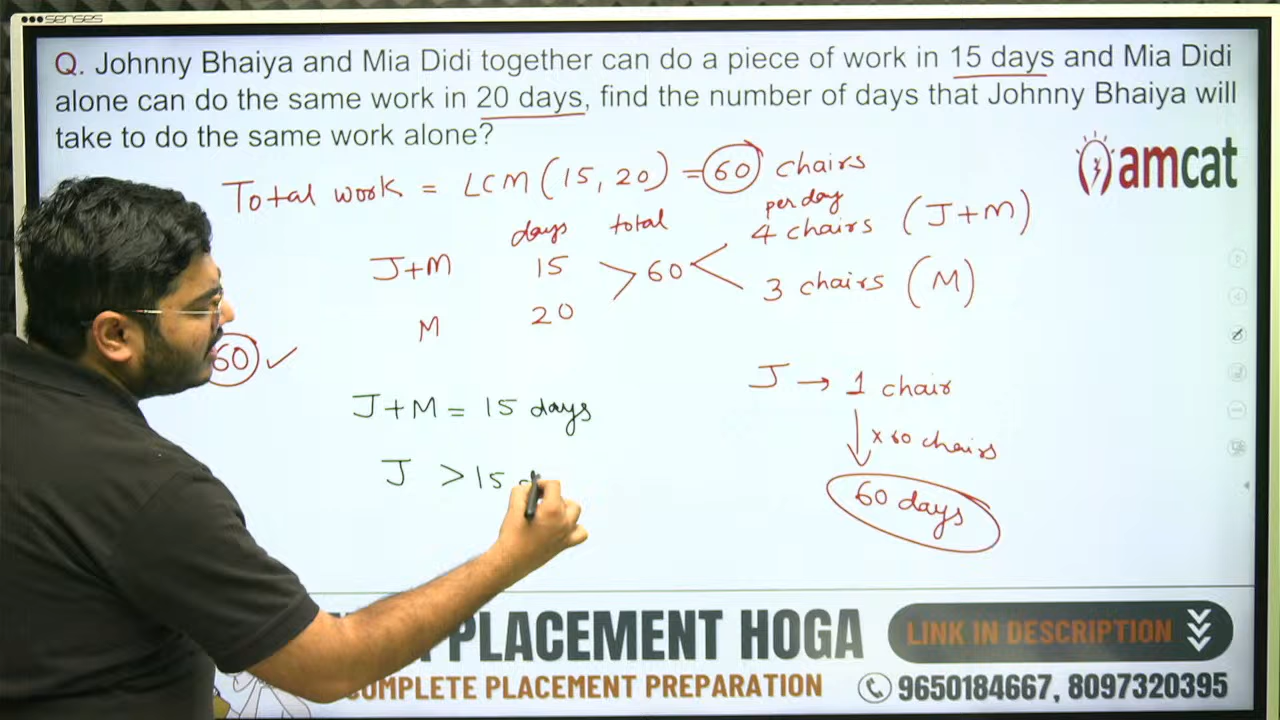 senses
Q. Johnny Bhaiya and Mia Didi together can do a piece of work in 15 days and Mia Didi
alone can do the same work in 20 days, find the number of days that Johnny Bhaiya will
take to do the same work alone?
amcat
Total work = LCM (15, 20) = 60 chairs
days total per day
J+M 15 > 60 < 4 chairs (J+M)
M 20 3 chairs (M)
60 ✓
J → 1 chair
J+M = 15 days
↓ x 60 chairs
J > 15
60 days
PLACEMENT HOGA
COMPLETE PLACEMENT PREPARATION
LINK IN DESCRIPTION
9650184667, 8097320395